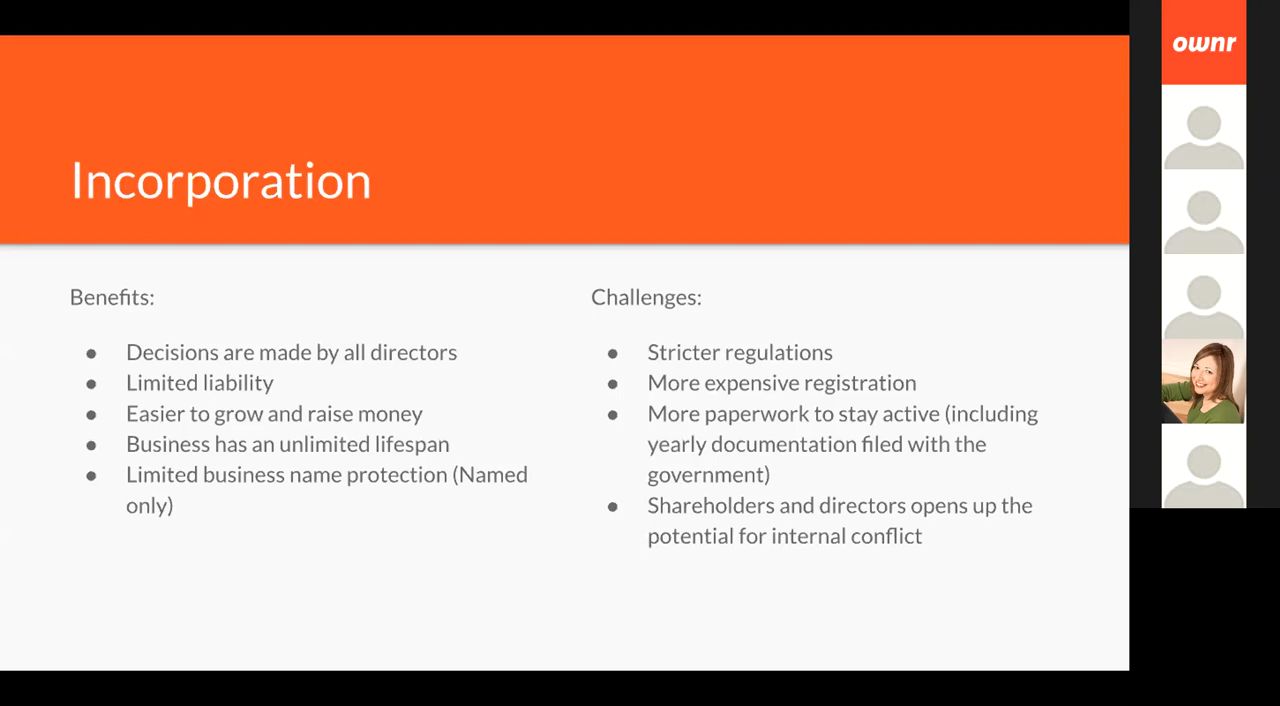 ownr
Incorporation
Benefits:
● Decisions are made by all directors
● Limited liability
● Easier to grow and raise money
● Business has an unlimited lifespan
● Limited business name protection (Named
only)
Challenges:
● Stricter regulations
● More expensive registration
● More paperwork to stay active (including
yearly documentation filed with the
government)
● Shareholders and directors opens up the
potential for internal conflict